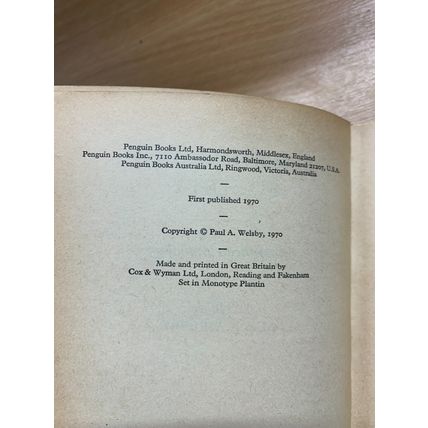 Penguin Books Ltd, Harmondsworth, Middlesex, England
Penguin Books Inc., 7110 Ambassador Road, Baltimore, Maryland 21207, U.S.A.
Penguin Books Australia Ltd, Ringwood, Victoria, Australia
—
First published 1970
—
Copyright © Paul A. Welsby, 1970
—
Made and printed in Great Britain by
Cox & Wyman Ltd, London, Reading and Fakenham
Set in Monotype Plantin